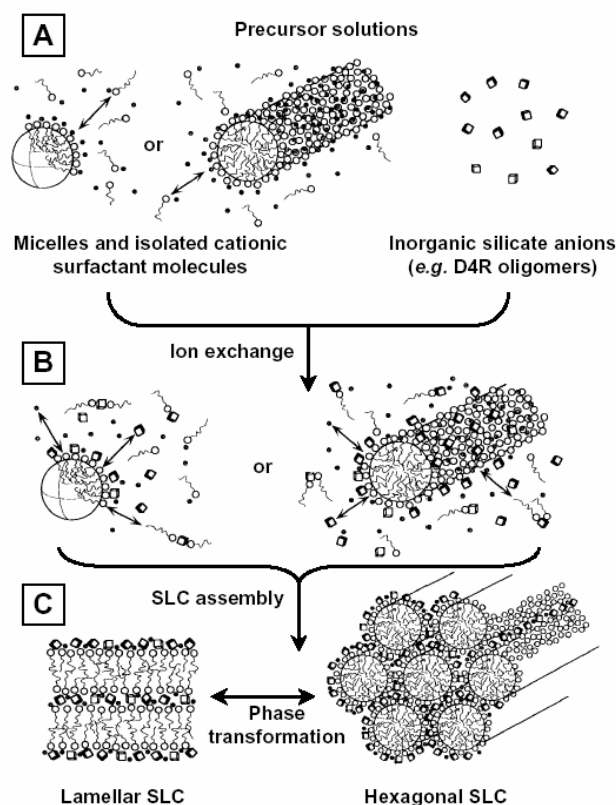 A
Precursor solutions
or
Micelles and isolated cationic
surfactant molecules
Inorganic silicate anions
(e.g. D4R oligomers)
Ion exchange
B
or
SLC assembly
C
Phase
transformation
Lamellar SLC
Hexagonal SLC